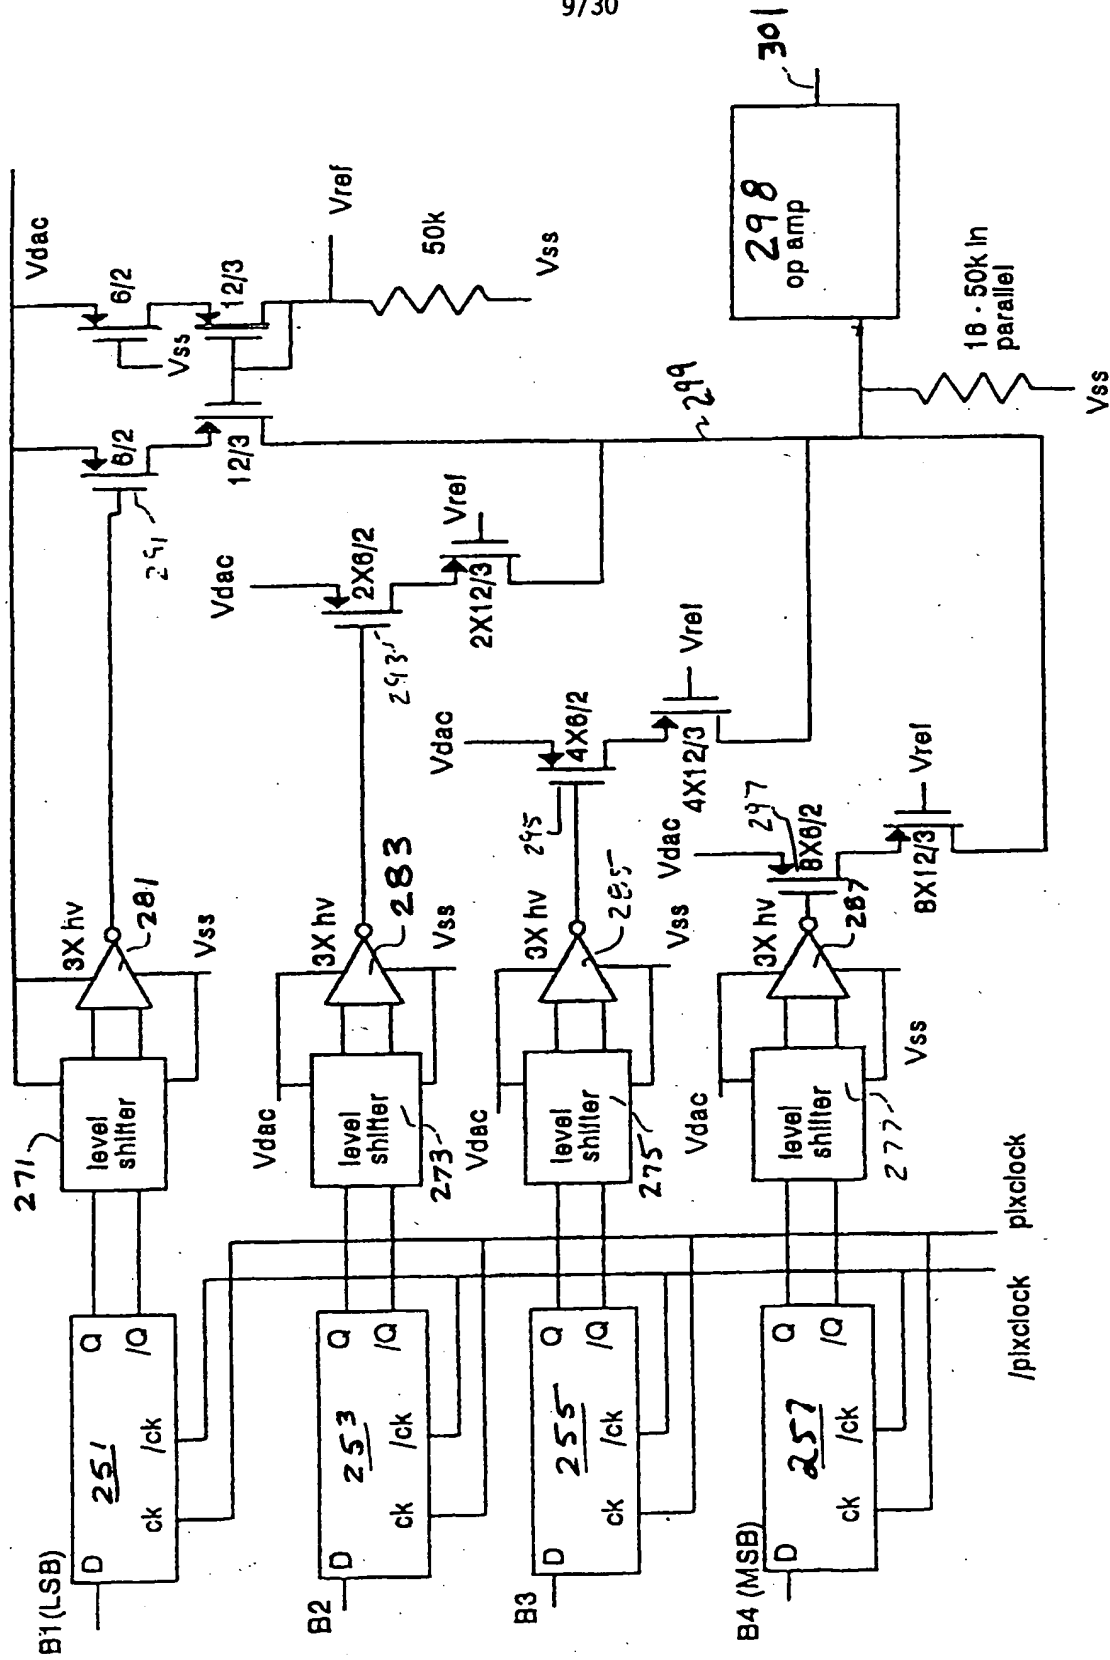 9/30
Vdac
6/2
Vss
12/3
Vref
50k
Vss
6/2
291
12/3
299
298
op amp
301
16 · 50k in
parallel
Vss
Vdac
2X6/2
293
Vref
2X12/3
Vdac
4X6/2
295
Vref
4X12/3
Vdac
297
8X6/2
Vref
8X12/3
3X hv
281
Vss
3X hv
283
Vss
3X hv
285
Vss
3X hv
287
Vss
271
level
shifter
Vdac
level
shifter
273
Vdac
level
shifter
275
Vdac
level
shifter
277
pixclock
/pixclock
B1(LSB)
D
251
Q
/Q
ck
/ck
B2
D
253
Q
/Q
ck
/ck
B3
D
255
Q
/Q
ck
/ck
B4 (MSB)
D
257
Q
/Q
ck
/ck